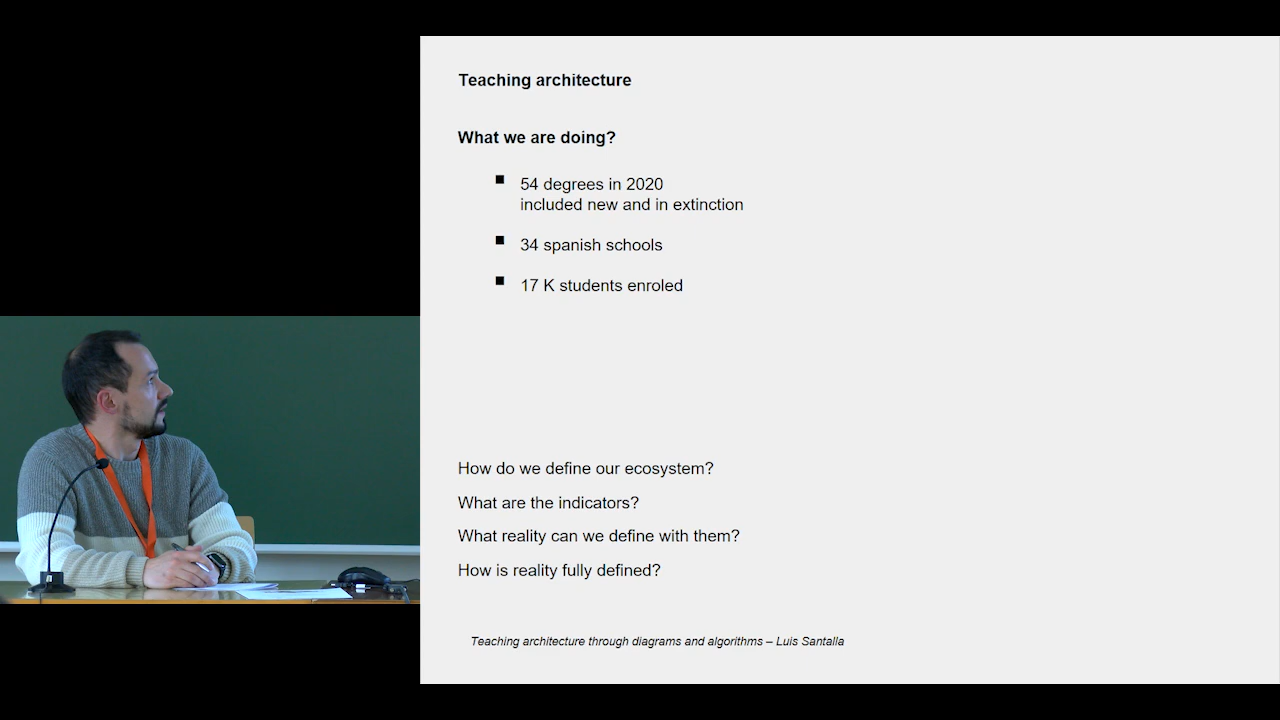 Teaching architecture
What we are doing?
54 degrees in 2020
included new and in extinction
34 spanish schools
17 K students enroled
How do we define our ecosystem?
What are the indicators?
What reality can we define with them?
How is reality fully defined?
Teaching architecture through diagrams and algorithms – Luis Santalla